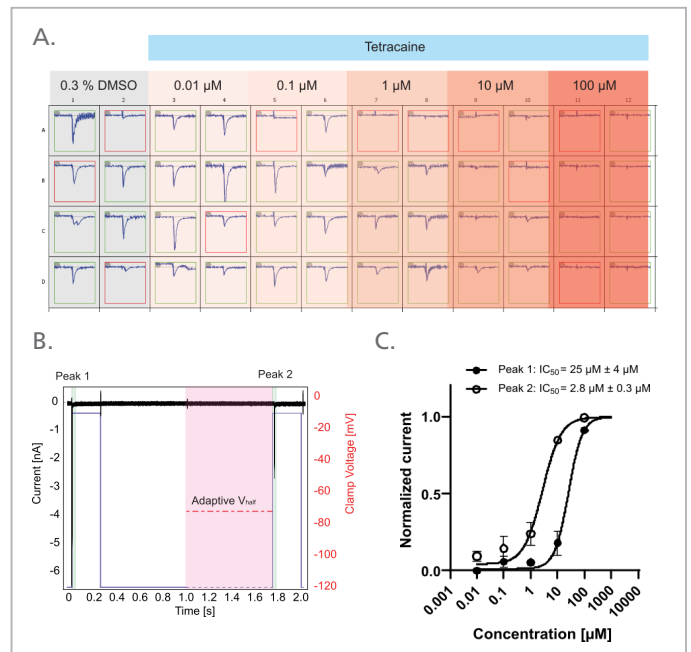 A.
Tetracaine
0.3 % DMSO 0.01 µM 0.1 µM 1 µM 10 µM 100 µM
1 2 3 4 5 6 7 8 9 10 11 12
A
B
C
D
B.
Peak 1 Peak 2
0
-1
-2
-3
-4
-5
-6
Current [nA]
0
-20
-40
-60
-80
-100
-120
Clamp Voltage [mV]
Adaptive Vhalf
0 0.2 0.4 0.6 0.8 1.0 1.2 1.4 1.6 1.8 2.0
Time [s]
C.
Peak 1: IC50 = 25 µM ± 4 µM
Peak 2: IC50 = 2.8 µM ± 0.3 µM
1.0
0.5
0.0
Normalized current
0.001 0.01 0.1 1 10 100 1000 10000
Concentration [µM]